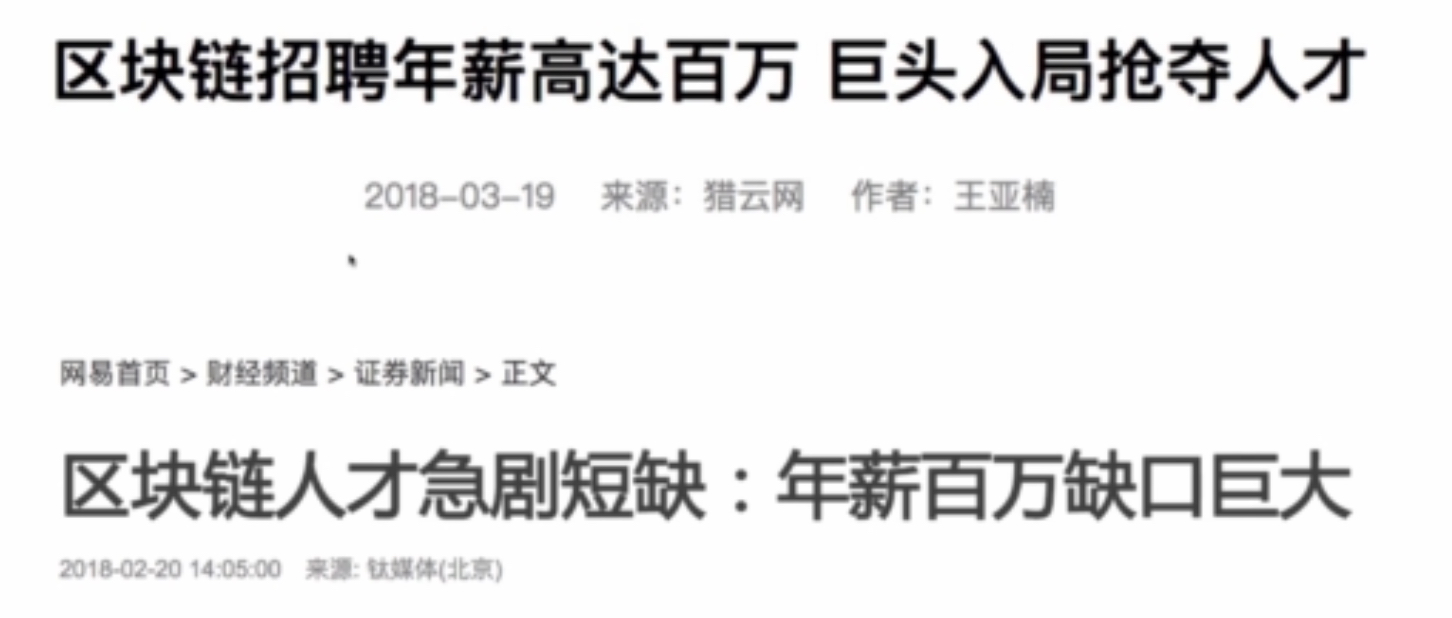 区块链招聘年薪高达百万 巨头入局抢夺人才
2018-03-19 来源：猎云网 作者：王亚楠
网易首页 > 财经频道 > 证券新闻 > 正文
区块链人才急剧短缺：年薪百万缺口巨大
2018-02-20 14:05:00 来源: 钛媒体(北京)